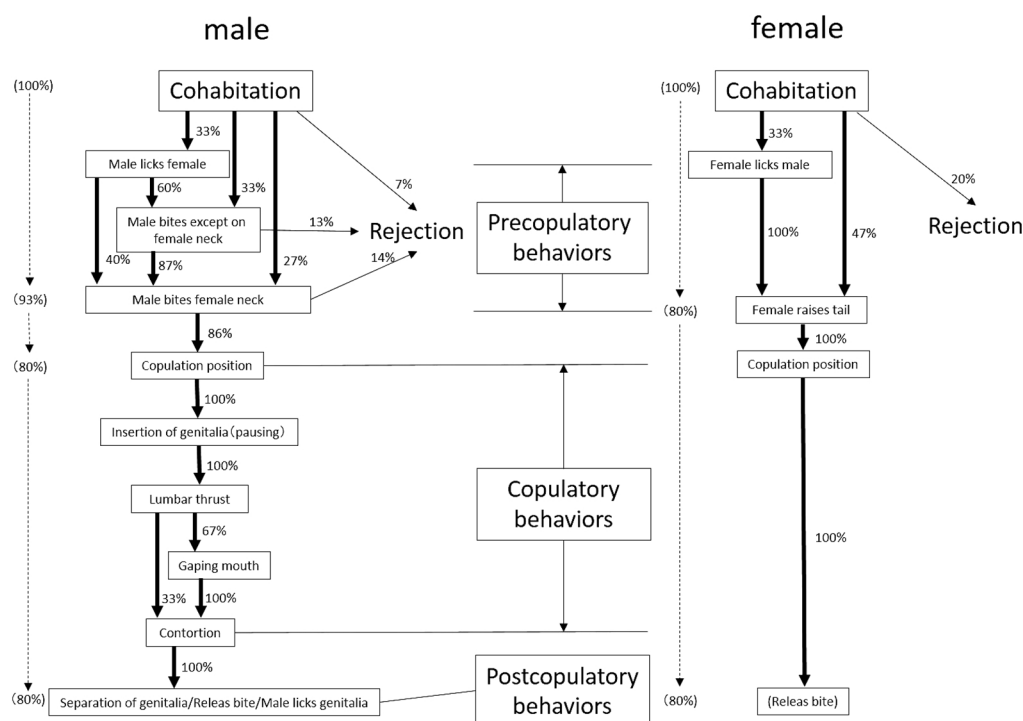 male
female
(100%)
Cohabitation
33%
Male licks female
60%
33%
7%
Male bites except on
female neck
13%
Rejection
40%
87%
27%
14%
(93%)
Male bites female neck
86%
(80%)
Copulation position
100%
Insertion of genitalia(pausing)
100%
Lumbar thrust
67%
Gaping mouth
33%
100%
Contortion
100%
(80%)
Separation of genitalia/Releas bite/Male licks genitalia
Precopulatory
behaviors
Copulatory
behaviors
Postcopulatory
behaviors
(100%)
Cohabitation
33%
Female licks male
20%
Rejection
100%
47%
(80%)
Female raises tail
100%
Copulation position
100%
(80%)
(Releas bite)